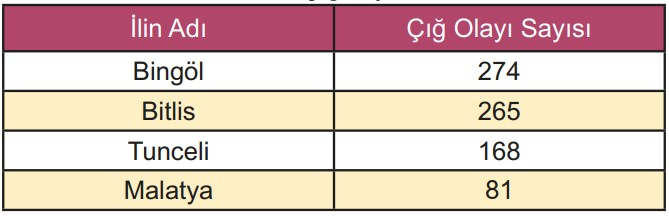 İlin Adı Çığ Olayı Sayısı
Bingöl 274
Bitlis 265
Tunceli 168
Malatya 81